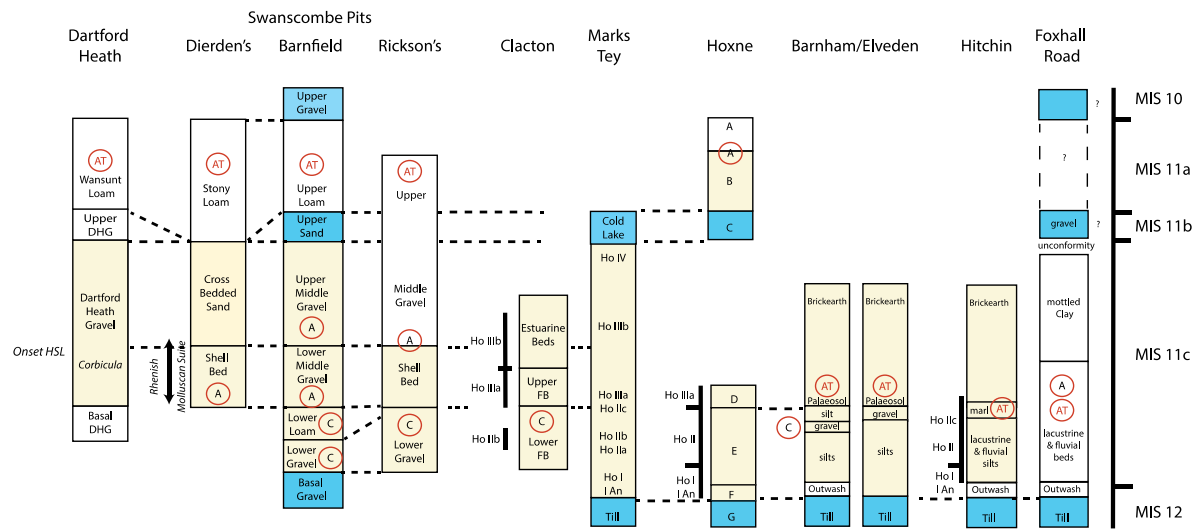 Swanscombe Pits
Dartford
Heath
Dierden's
Barnfield
Rickson's
Clacton
Marks
Tey
Hoxne
Barnham/Elveden
Hitchin
Foxhall
Road
AT
Wansunt
Loam
Upper
DHG
Dartford
Heath
Gravel
Corbicula
Basal
DHG
Onset HSL
Rhenish
Molluscan Suite
AT
Stony
Loam
Cross
Bedded
Sand
Shell
Bed
A
Upper
Gravel
AT
Upper
Loam
Upper
Sand
Upper
Middle
Gravel
A
Lower
Middle
Gravel
A
Lower
Loam
C
Lower
Gravel
C
Basal
Gravel
AT
Upper
Middle
Gravel
A
Shell
Bed
C
Lower
Gravel
Ho IIIb
Ho IIIa
Ho IIb
Estuarine
Beds
Upper
FB
C
Lower
FB
Cold
Lake
Ho IV
Ho IIIb
Ho IIIa
Ho IIc
Ho IIb
Ho IIa
Ho I
I An
Till
A
A
B
C
Ho IIIa
Ho II
Ho I
I An
D
E
F
G
Brickearth
AT
Palaeosol
silt
gravel
C
silts
Outwash
Till
Brickearth
AT
Palaeosol
gravel
silts
Till
Ho IIc
Ho II
Ho I
I An
Brickearth
marl
AT
lacustrine
& fluvial
silts
Outwash
Till
?
?
gravel
?
unconformity
mottled
Clay
A
AT
lacustrine
& fluvial
beds
Outwash
Till
MIS 10
MIS 11a
MIS 11b
MIS 11c
MIS 12